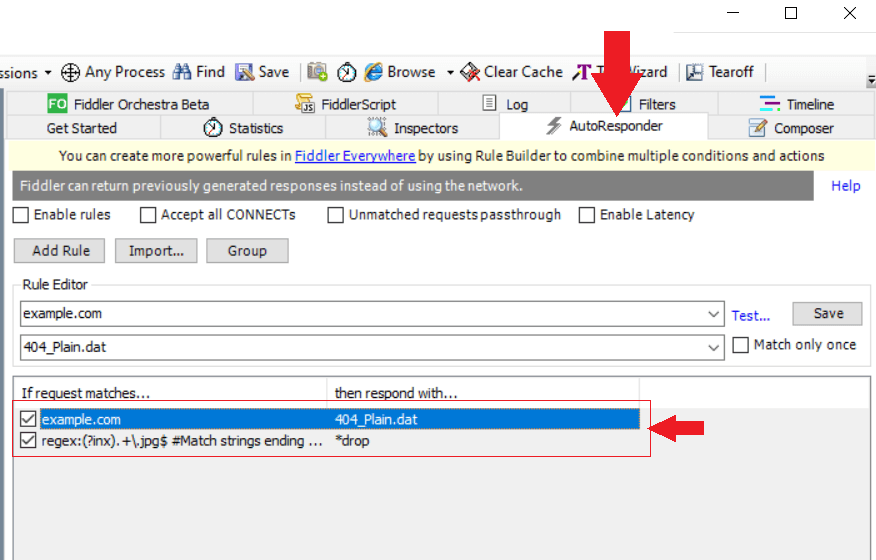 ssions Any Process Find Save Browse Clear Cache Wizard Tearoff
FO Fiddler Orchestra Beta JS FiddlerScript Log Filters Timeline
Get Started Statistics Inspectors AutoResponder Composer
You can create more powerful rules in Fiddler Everywhere by using Rule Builder to combine multiple conditions and actions
Fiddler can return previously generated responses instead of using the network. Help
Enable rules Accept all CONNECTs Unmatched requests passthrough Enable Latency
Add Rule Import... Group
Rule Editor
example.com Test... Save
404_Plain.dat Match only once
If request matches... then respond with...
example.com 404_Plain.dat
regex:(?inx).+\.jpg$ #Match strings ending ... *drop